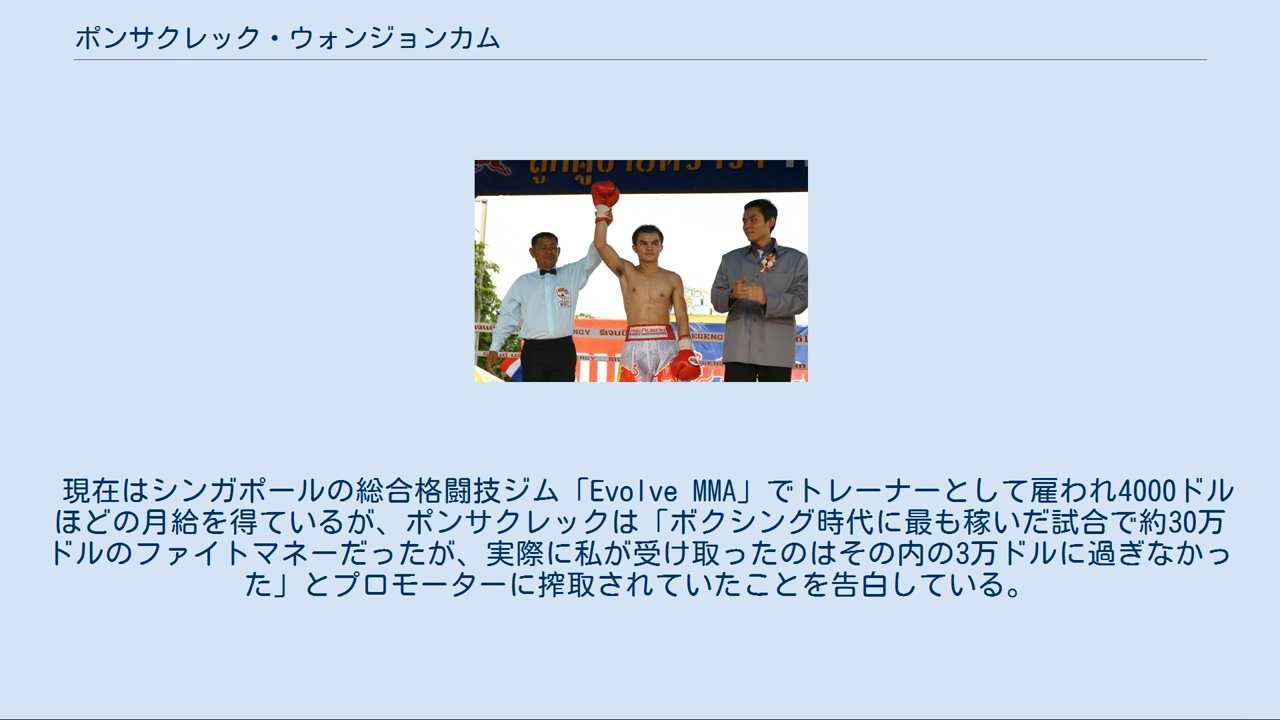 ポンサクレック・ウォンジョンカム
現在はシンガポールの総合格闘技ジム「Evolve MMA」でトレーナーとして雇われ4000ドル
ほどの月給を得ているが、ポンサクレックは「ボクシング時代に最も稼いだ試合で約30万
ドルのファイトマネーだったが、実際に私が受け取ったのはその内の3万ドルに過ぎなかっ
た」とプロモーターに搾取されていたことを告白している。